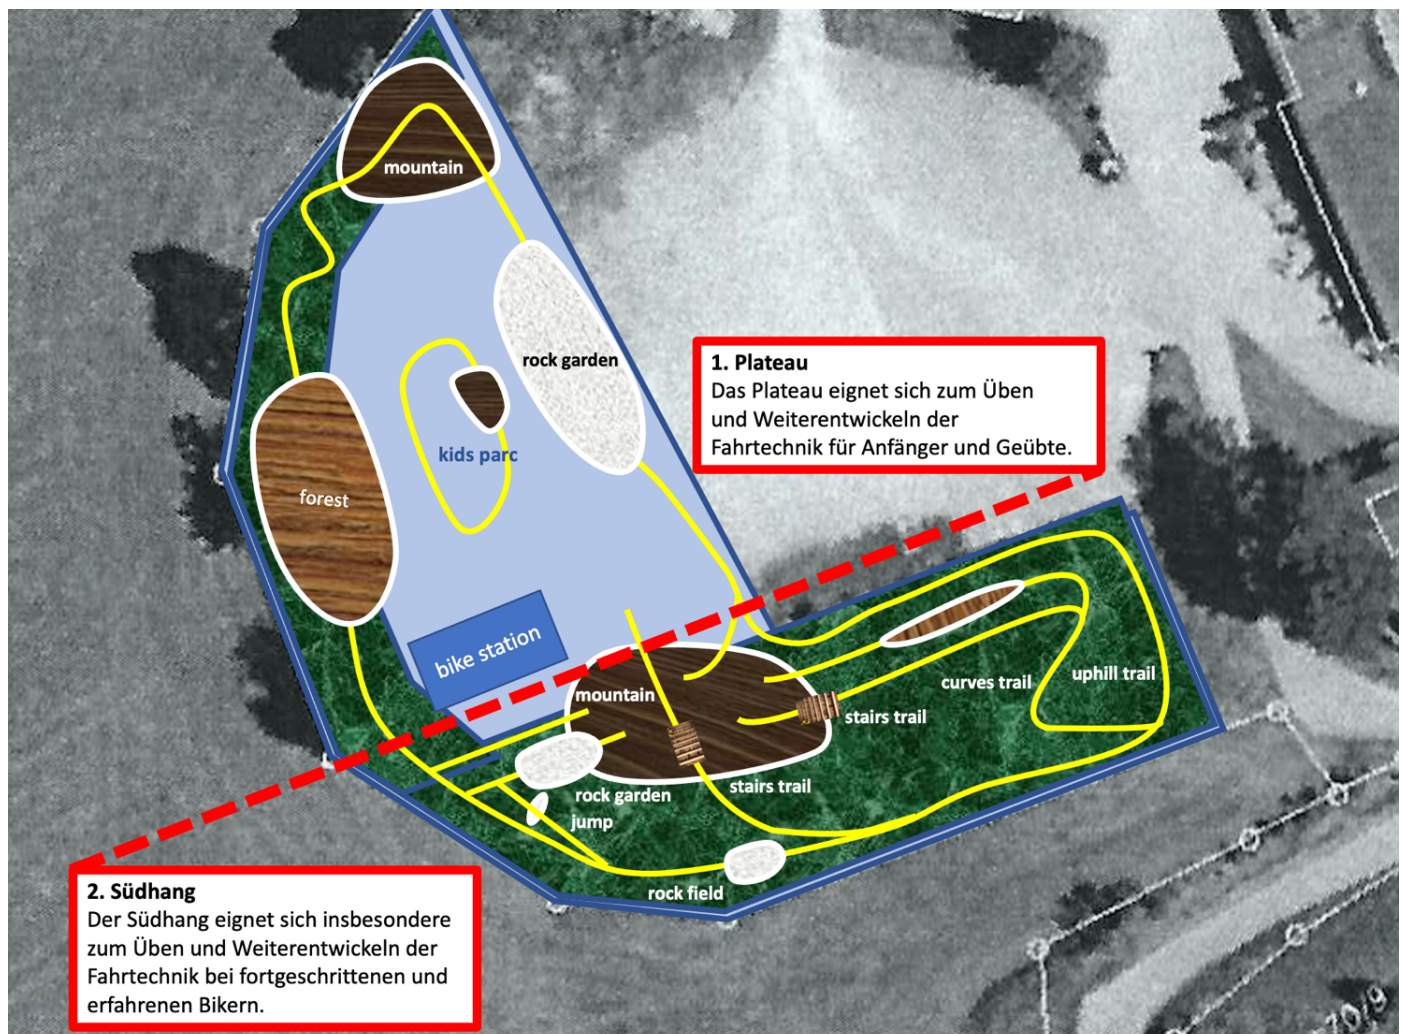 mountain
rock garden
1. Plateau
Das Plateau eignet sich zum Üben
und Weiterentwickeln der
Fahrtechnik für Anfänger und Geübte.
kids parc
forest
bike station
mountain
curves trail
uphill trail
stairs trail
stairs trail
rock garden
jump
rock field
2. Südhang
Der Südhang eignet sich insbesondere
zum Üben und Weiterentwickeln der
Fahrtechnik bei fortgeschrittenen und
erfahrenen Bikern.